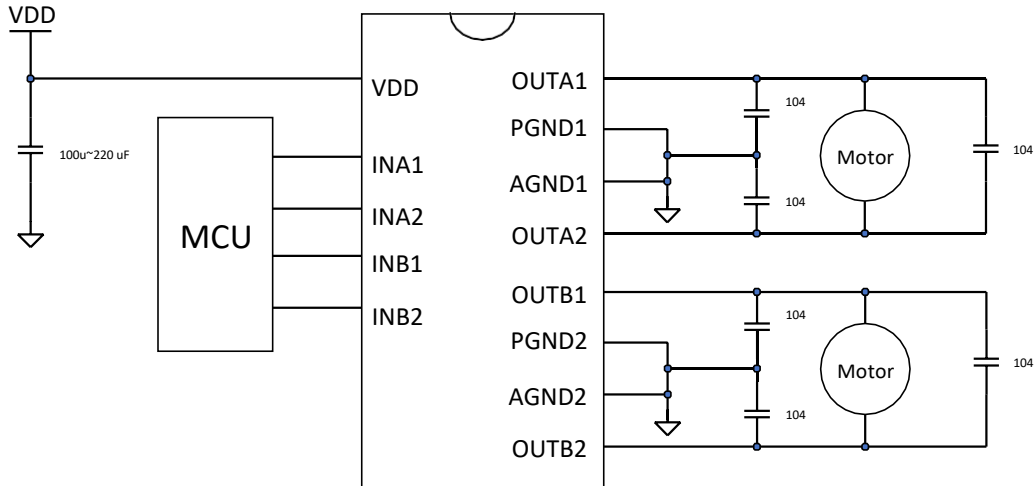 VDD
100u~220 uF
MCU
VDD
INA1
INA2
INB1
INB2
OUTA1
PGND1
AGND1
OUTA2
OUTB1
PGND2
AGND2
OUTB2
104
104
Motor
104
104
104
Motor
104